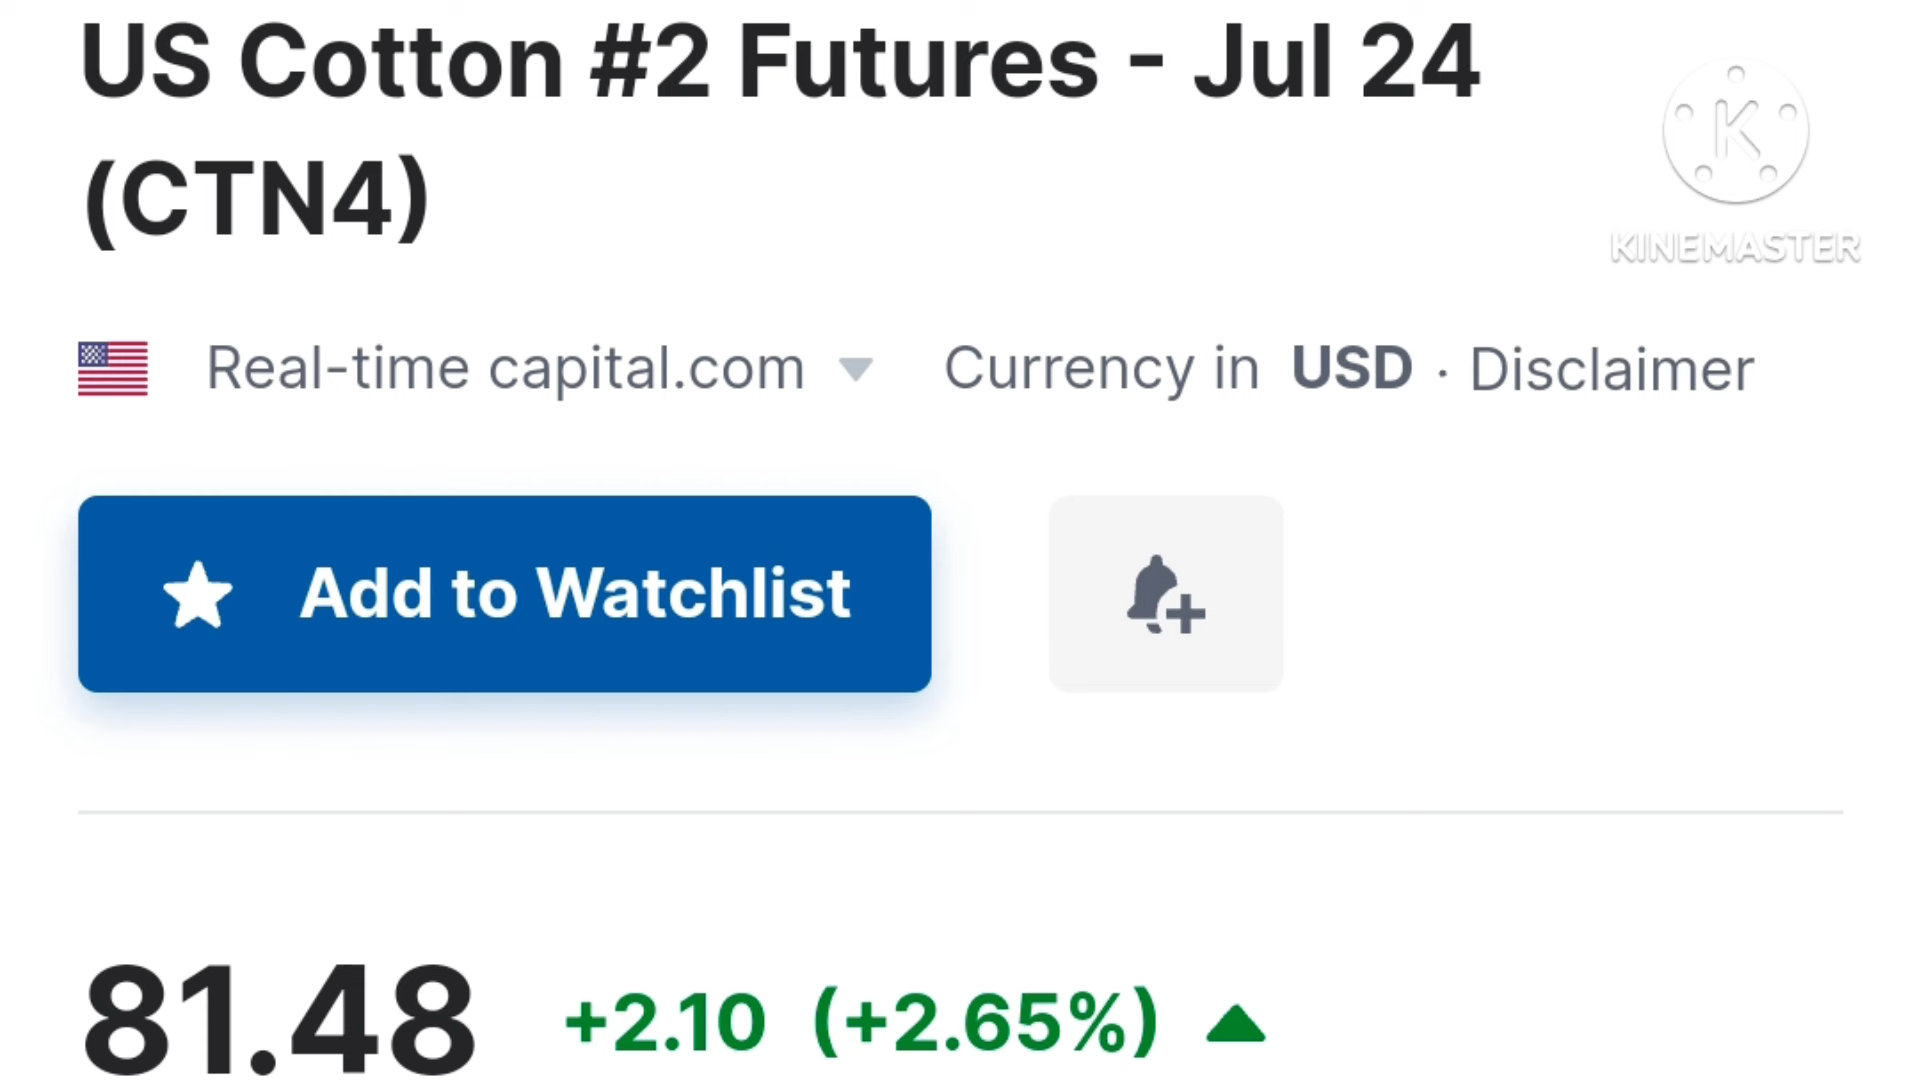 US Cotton #2 Futures - Jul 24
(CTN4)
K
KINEMASTER
Real-time capital.com Currency in USD · Disclaimer
Add to Watchlist
81.48 +2.10 (+2.65%)